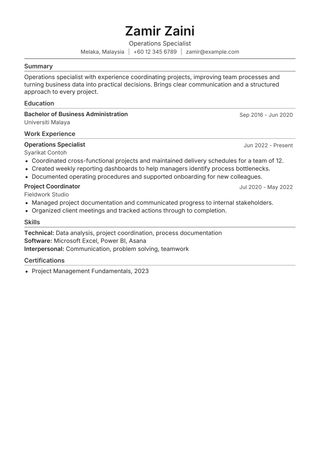 Zamir Zaini
Operations Specialist
Melaka, Malaysia | +60 12 345 6789 | zamir@example.com
Summary
Operations specialist with experience coordinating projects, improving team processes and
turning business data into practical decisions. Brings clear communication and a structured
approach to every project.
Education
Bachelor of Business Administration Sep 2016 - Jun 2020
Universiti Malaya
Work Experience
Operations Specialist Jun 2022 - Present
Syarikat Contoh
• Coordinated cross-functional projects and maintained delivery schedules for a team of 12.
• Created weekly reporting dashboards to help managers identify process bottlenecks.
• Documented operating procedures and supported onboarding for new colleagues.
Project Coordinator Jul 2020 - May 2022
Fieldwork Studio
• Managed project documentation and communicated progress to internal stakeholders.
• Organized client meetings and tracked actions through to completion.
Skills
Technical: Data analysis, project coordination, process documentation
Software: Microsoft Excel, Power BI, Asana
Interpersonal: Communication, problem solving, teamwork
Certifications
• Project Management Fundamentals, 2023